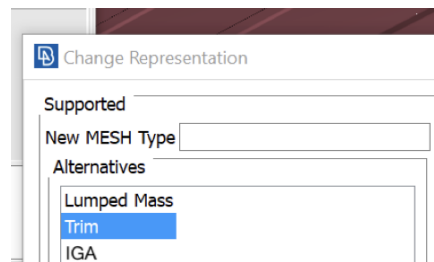 Change Representation
Supported
New MESH Type
Alternatives
Lumped Mass
Trim
IGA